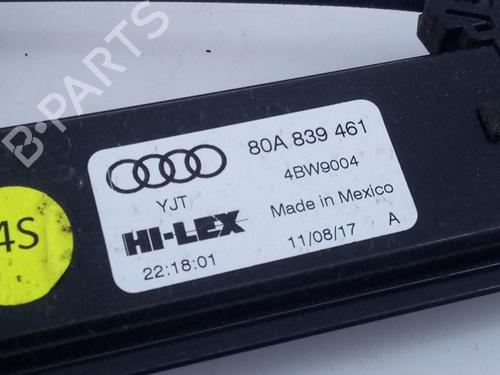 B-PARTS
4S
80A 839 461
YJT
4BW9004
HI-LEX
Made in Mexico
22:18:01
11/08/17
A